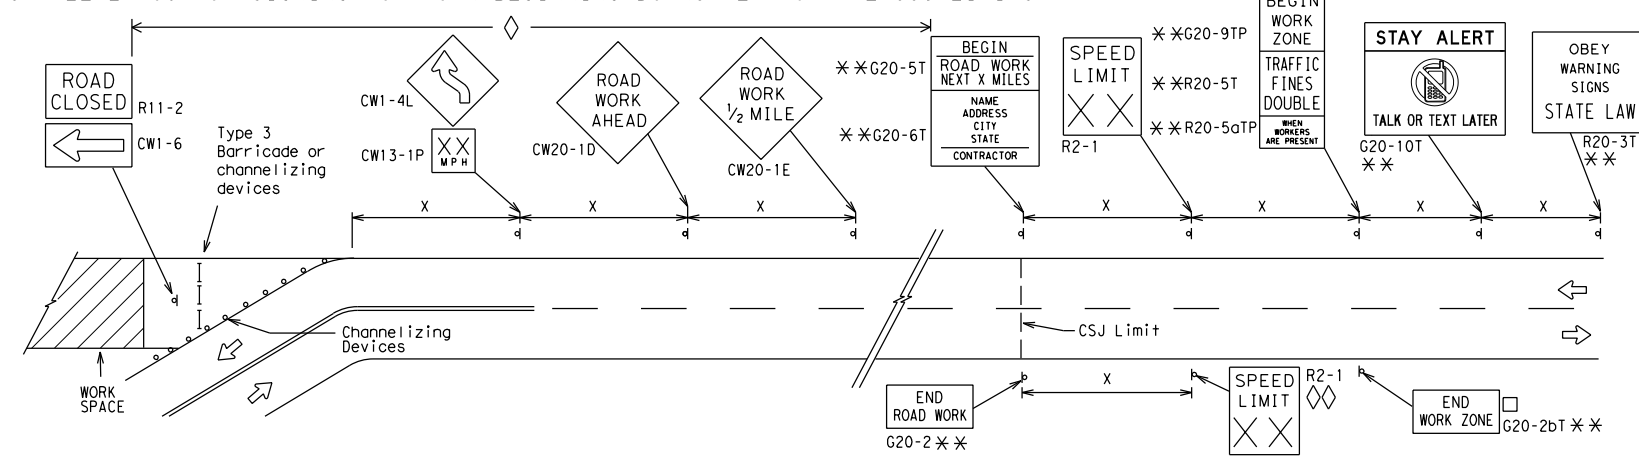 ROAD
CLOSED
R11-2
CW1-6
Type 3
Barricade or
channelizing
devices
CW1-4L
CW13-1P
XX
MPH
ROAD
WORK
AHEAD
CW20-1D
ROAD
WORK
1/2 MILE
CW20-1E
**G20-5T
**G20-6T
BEGIN
ROAD WORK
NEXT X MILES
NAME
ADDRESS
CITY
STATE
CONTRACTOR
SPEED
LIMIT
XX
R2-1
**G20-9TP
**R20-5T
**R20-5aTP
BEGIN
WORK
ZONE
TRAFFIC
FINES
DOUBLE
WHEN
WORKERS
ARE PRESENT
STAY ALERT
TALK OR TEXT LATER
G20-10T
**
OBEY
WARNING
SIGNS
STATE LAW
R20-3T
**
X
X
X
X
X
X
X
Channelizing
Devices
CSJ Limit
WORK
SPACE
X
END
ROAD WORK
G20-2**
SPEED
LIMIT
XX
R2-1
END
WORK ZONE
G20-2bT**